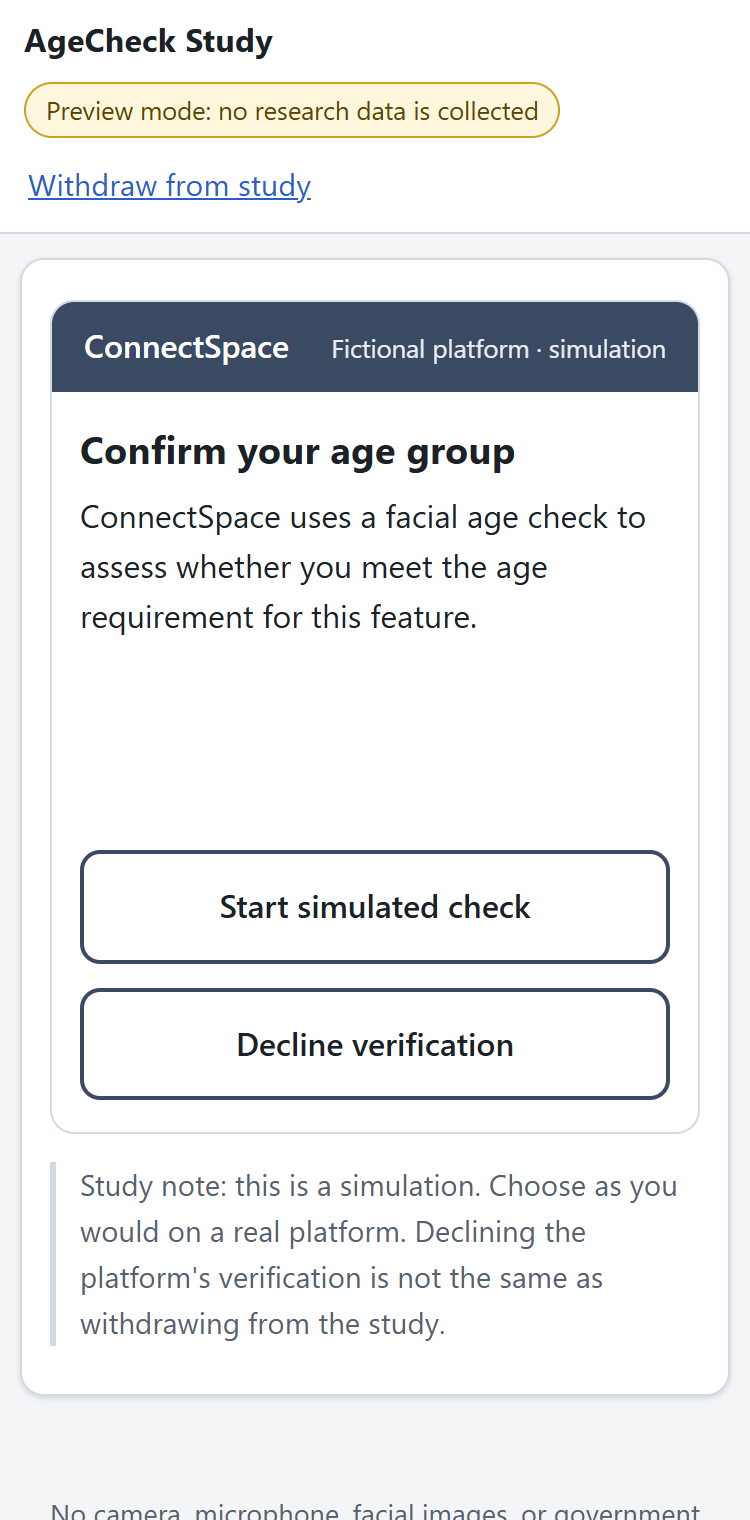 AgeCheck Study
Preview mode: no research data is collected
Withdraw from study
ConnectSpace
Fictional platform · simulation
Confirm your age group
ConnectSpace uses a facial age check to
assess whether you meet the age
requirement for this feature.
Start simulated check
Decline verification
Study note: this is a simulation. Choose as you
would on a real platform. Declining the
platform's verification is not the same as
withdrawing from the study.
No camera, microphone, facial images, or government